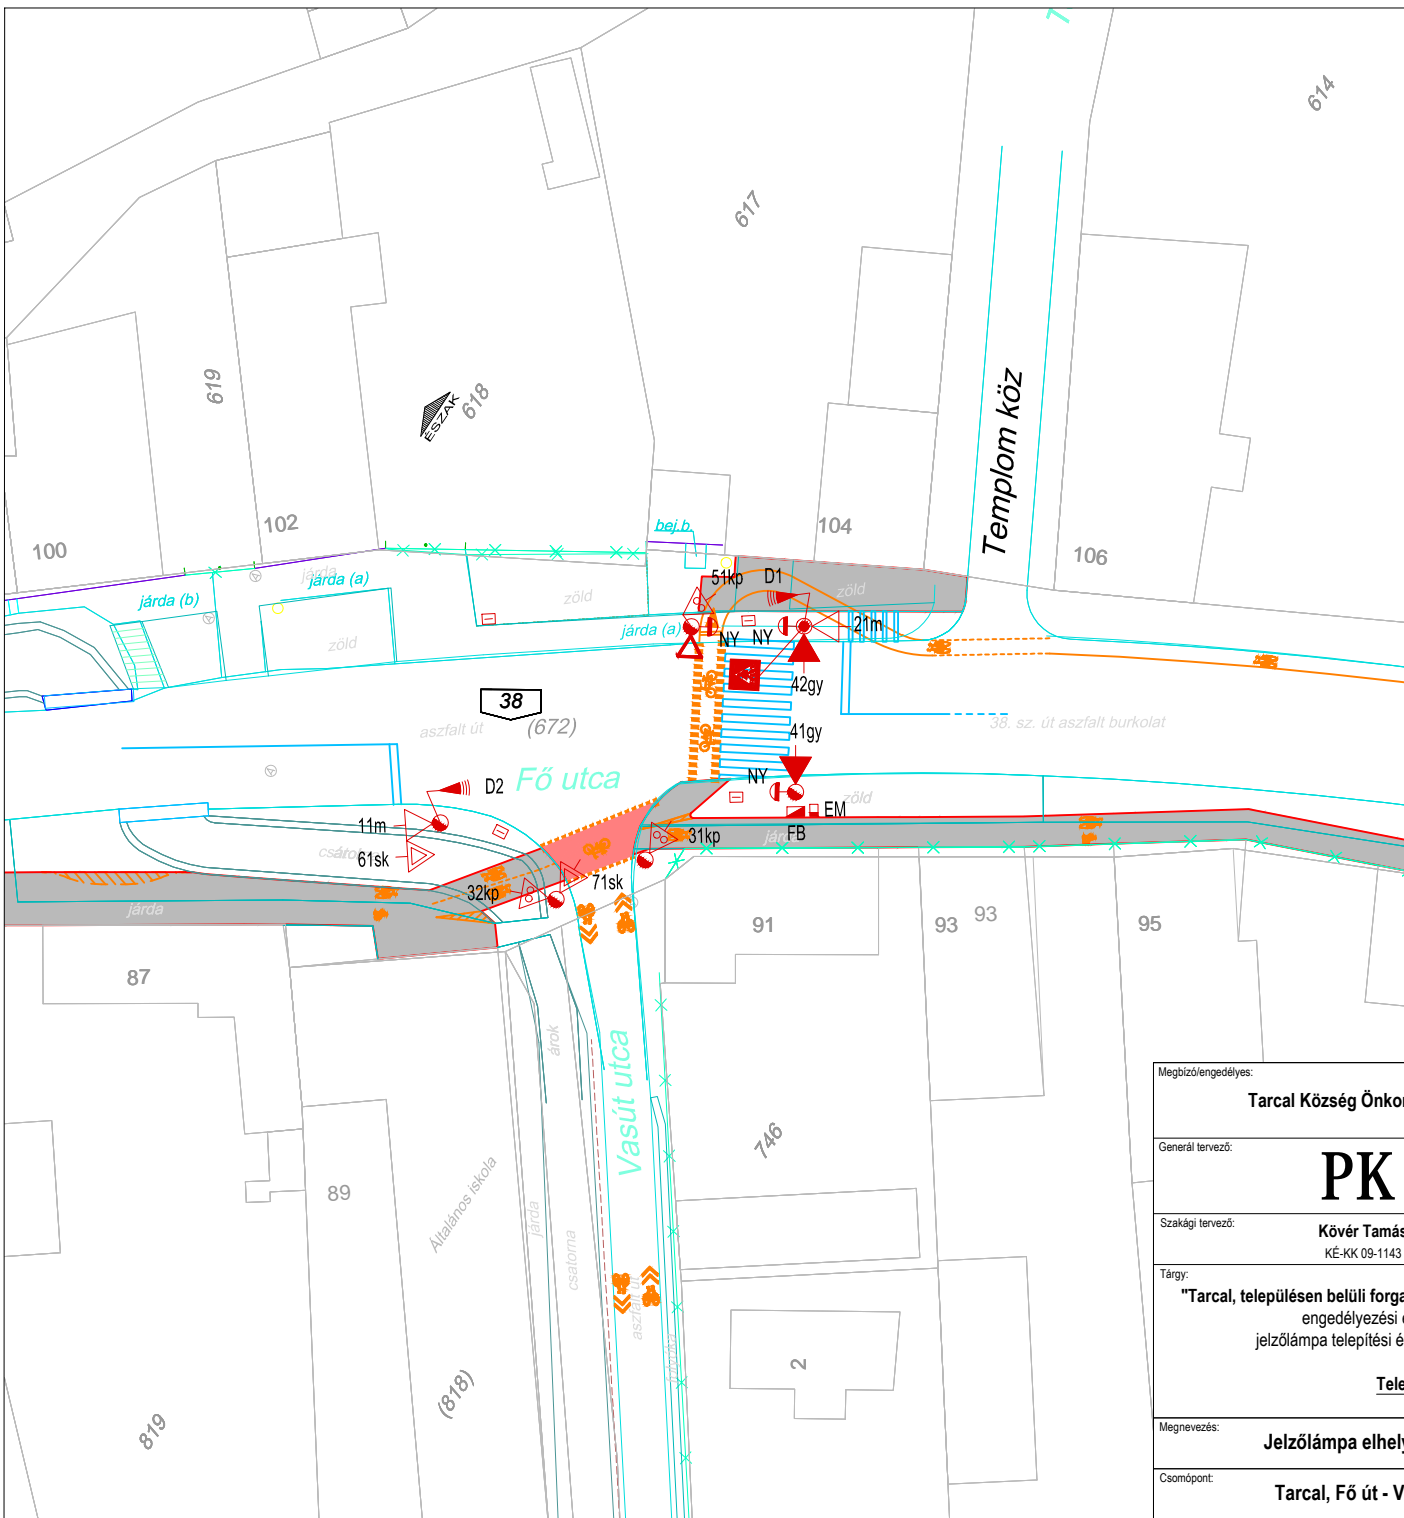 614
617
619
618
ÉSZAK
Templom köz
100
102
104
106
bej.b.
járda
járda (a)
járda (b)
zöld
zöld
zöld
járda (a)
51kp
D1
21m
NY
NY
42gy
38
(672)
aszfalt út
38. sz. út aszfalt burkolat
41gy
Fő utca
D2
NY
zöld
EM
FB
11m
61sk
31kp
járda
71sk
32kp
járda
87
91
93
93
95
árok
Vasút utca
746
89
Általános iskola
járda
csatorna
aszfalt út
2
(818)
819
Megbízó/engedélyes:
Tarcal Község Önkor
Generál tervező:
PK
Szakági tervező:
Kövér Tamás
KÉ-KK 09-1143
Tárgy:
"Tarcal, településen belüli forga
engedélyezési
jelzőlámpa telepítési é
Tele
Megnevezés:
Jelzőlámpa elhely
Csomópont:
Tarcal, Fő út - V